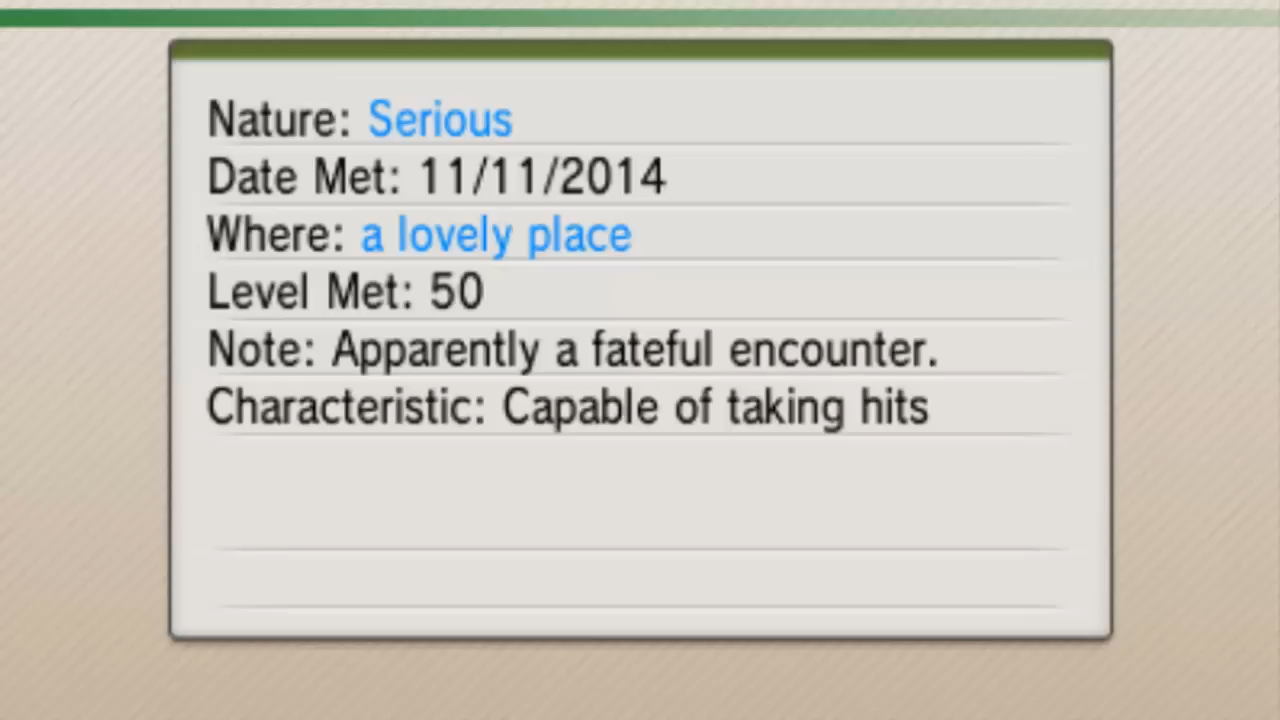 Nature: Serious
Date Met: 11/11/2014
Where: a lovely place
Level Met: 50
Note: Apparently a fateful encounter.
Characteristic: Capable of taking hits